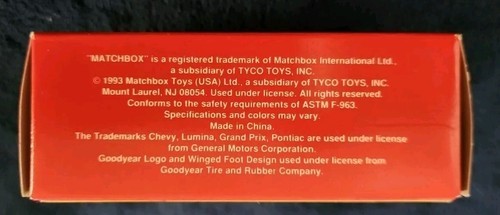 "MATCHBOX" is a registered trademark of Matchbox International Ltd.,
a subsidiary of TYCO TOYS, INC.
© 1993 Matchbox Toys (USA) Ltd., a subsidiary of TYCO TOYS, INC.
Mount Laurel, NJ 08054. Used under license. All rights reserved.
Conforms to the safety requirements of ASTM F-963.
Specifications and colors may vary.
Made in China.
The Trademarks Chevy, Lumina, Grand Prix, Pontiac are used under license
from General Motors Corporation.
Goodyear Logo and Winged Foot Design used under license from
Goodyear Tire and Rubber Company.